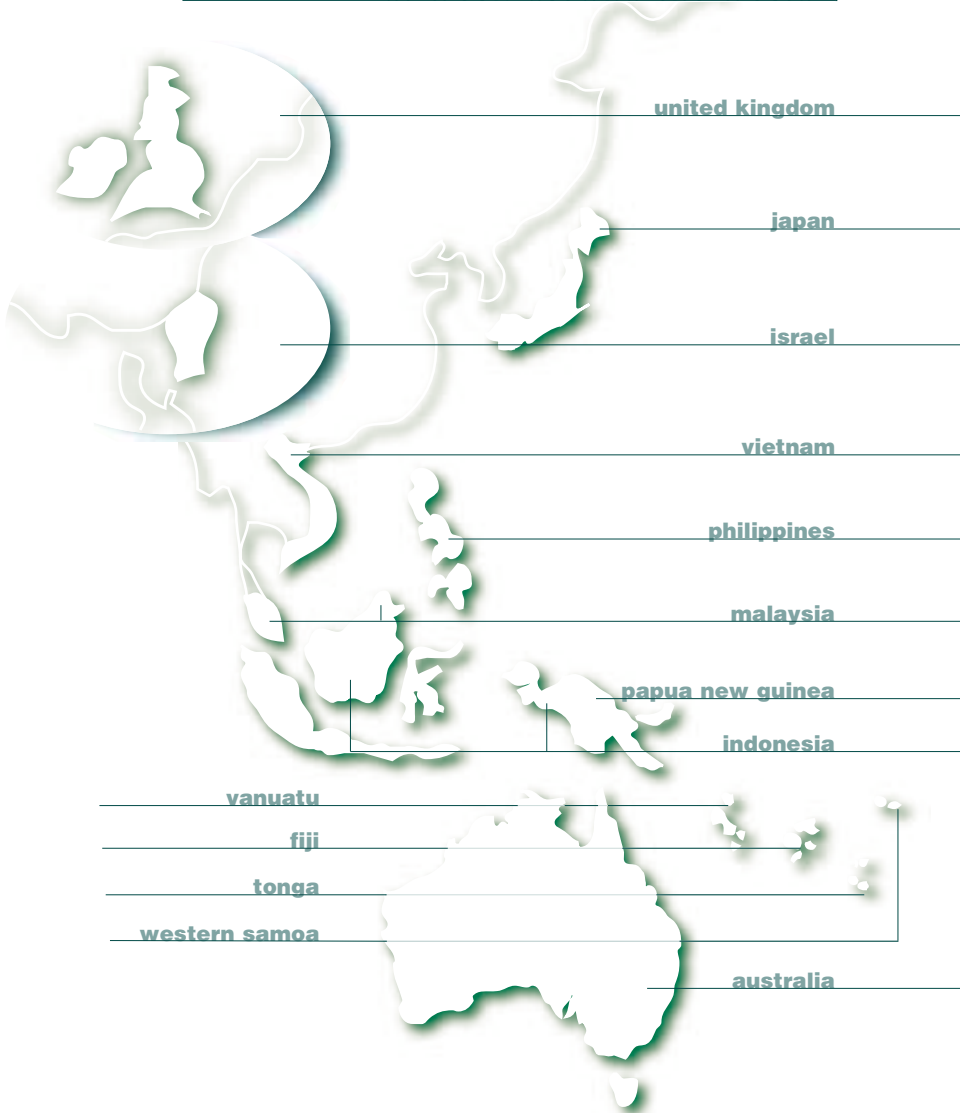 united kingdom
japan
israel
vietnam
philippines
malaysia
papua new guinea
indonesia
vanuatu
fiji
tonga
western samoa
australia